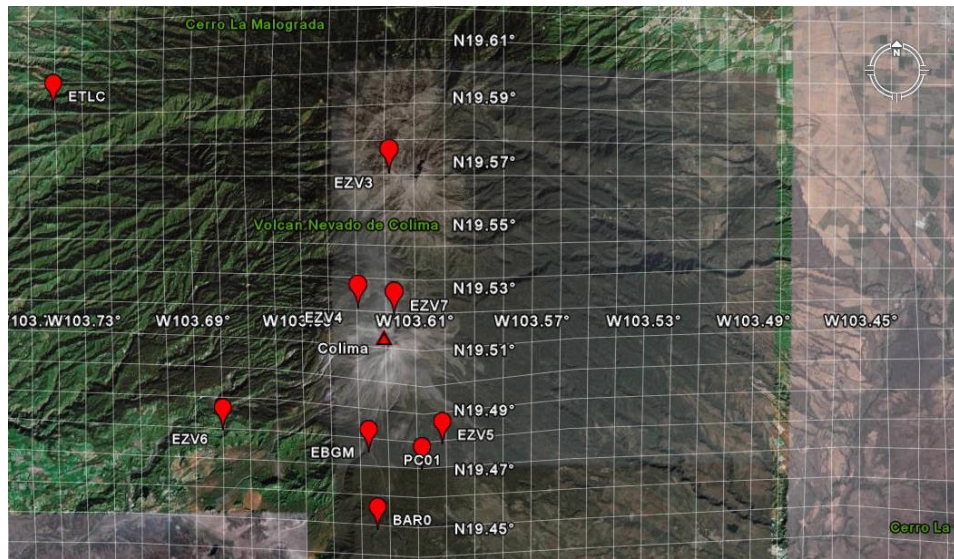 Cerro La Malograda
N19.61°
N
ETLC
N19.59°
EZV3
N19.57°
Volcan Nevado de Colima
N19.55°
N19.53°
EZV4
EZV7
W103.73°
W103.69°
W103.61°
W103.57°
W103.53°
W103.49°
W103.45°
Colima
N19.51°
N19.49°
EZV6
EZV5
EBGM
PC01
N19.47°
BAR0
N19.45°
Cerro La